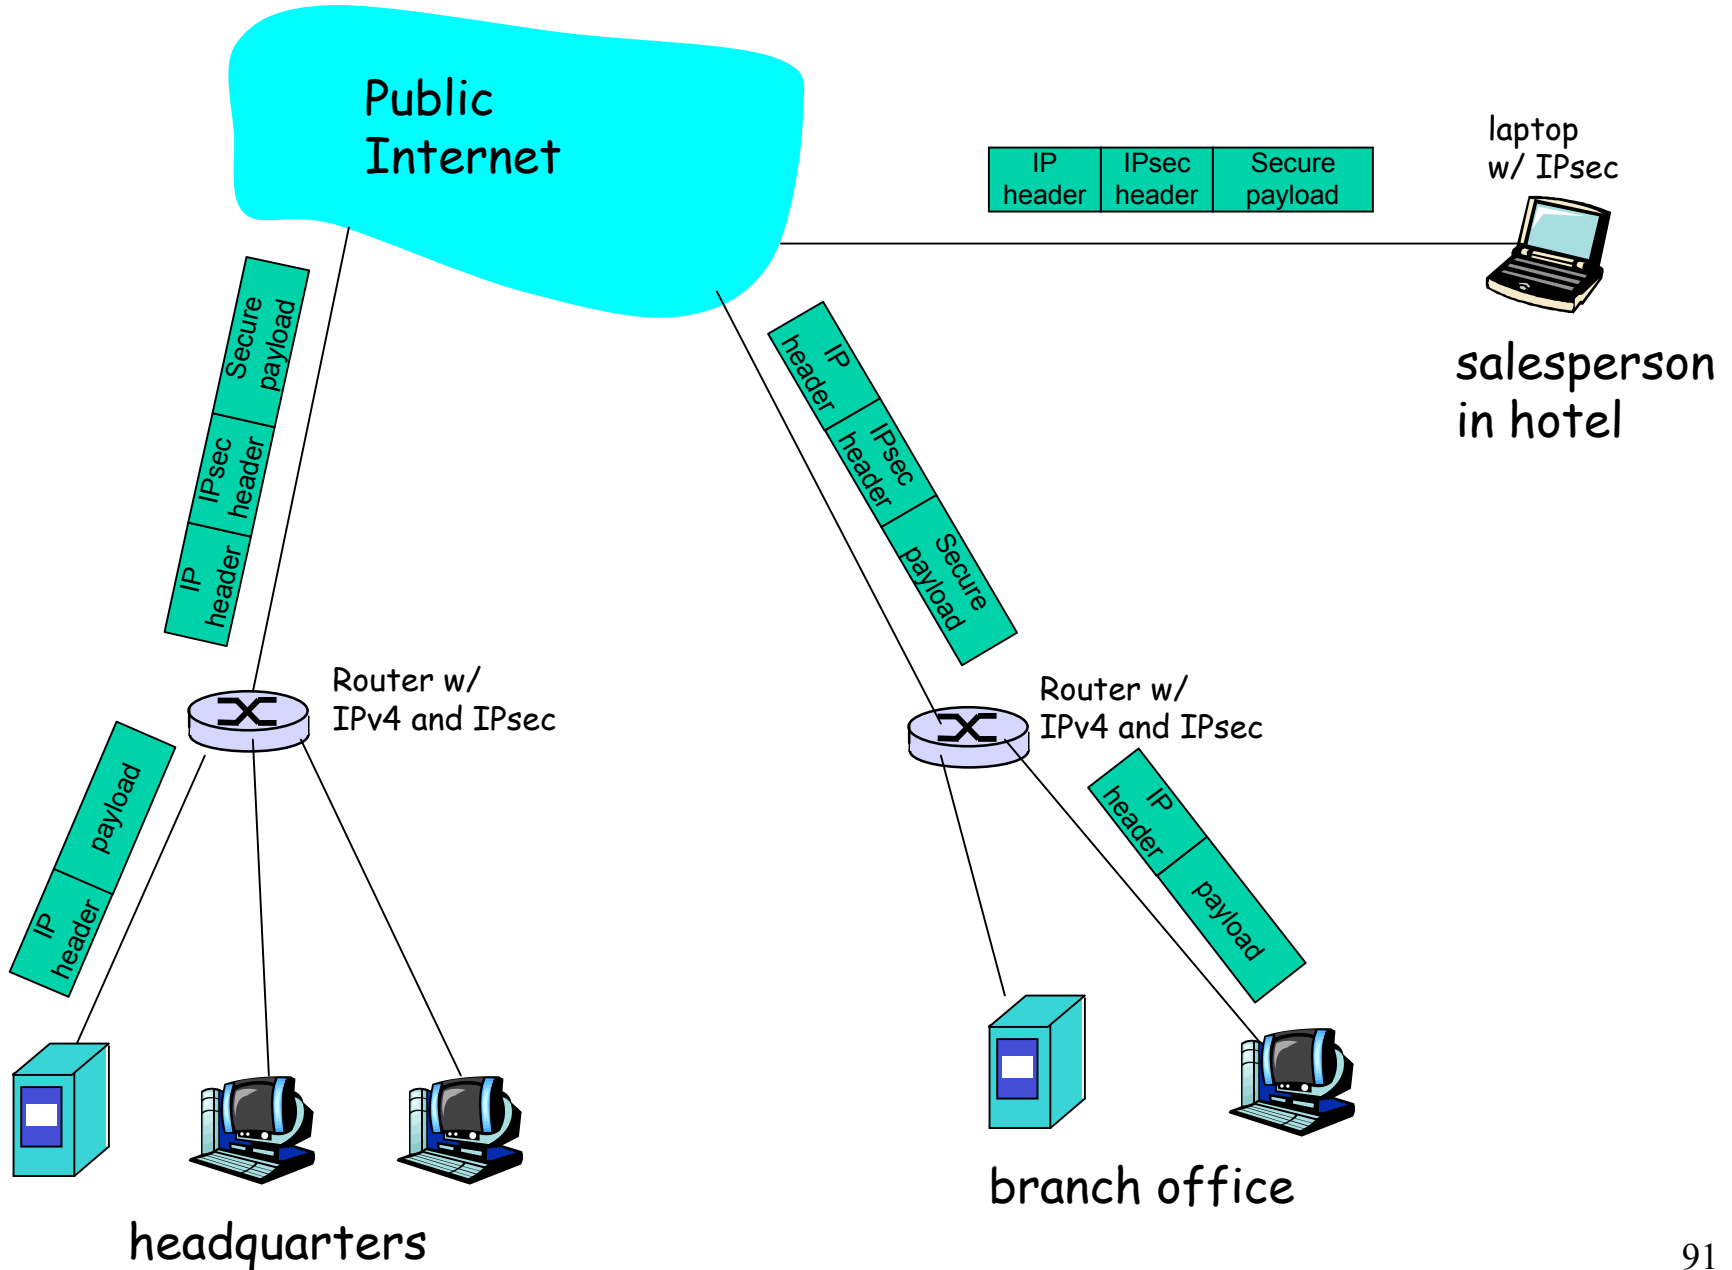 Public
Internet
laptop
w/ IPsec
IP
header
IPsec
header
Secure
payload
salesperson
in hotel
Secure
payload
IPsec
header
IP
header
IP
header
IPsec
header
Secure
payload
Router w/
IPv4 and IPsec
Router w/
IPv4 and IPsec
payload
IP
header
IP
header
payload
branch office
headquarters
91